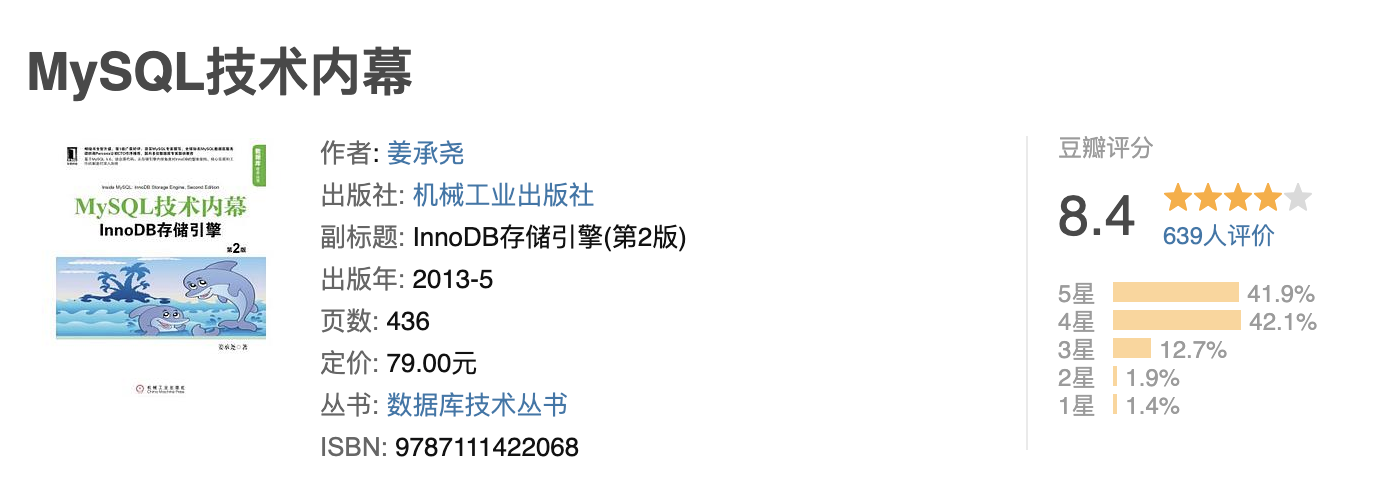 MySQL技术内幕
数据库
技术丛书
Inside MySQL: InnoDB Storage Engine, Second Edition
MySQL技术内幕
InnoDB存储引擎
第2版
姜承尧 ◎ 著
机械工业出版社
China Machine Press
作者: 姜承尧
出版社: 机械工业出版社
副标题: InnoDB存储引擎(第2版)
出版年: 2013-5
页数: 436
定价: 79.00元
丛书: 数据库技术丛书
ISBN: 9787111422068
豆瓣评分
8.4
639人评价
5星 41.9%
4星 42.1%
3星 12.7%
2星 1.9%
1星 1.4%